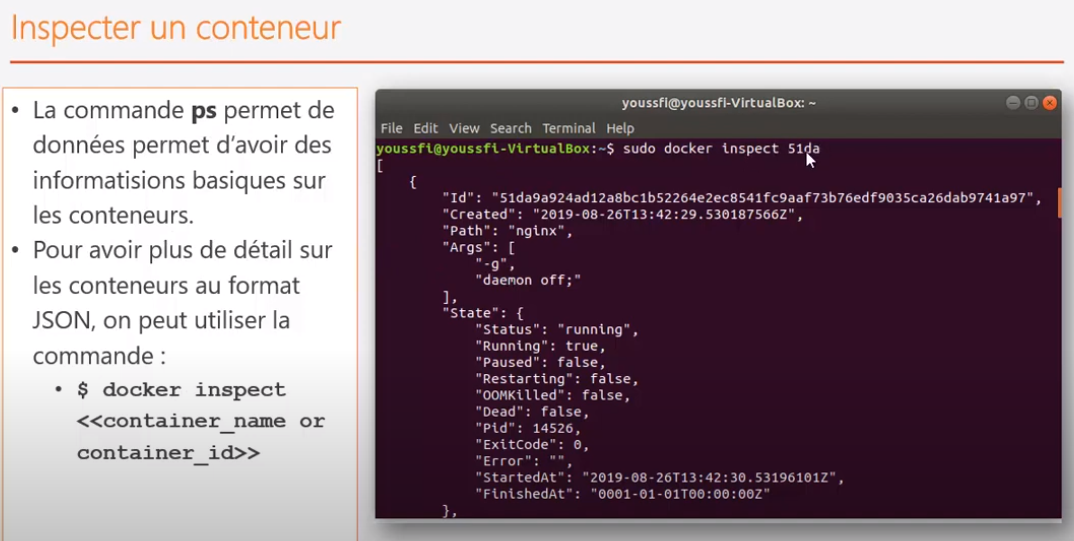 Inspecter un conteneur
• La commande ps permet de
données permet d'avoir des
informatisions basiques sur
les conteneurs.
• Pour avoir plus de détail sur
les conteneurs au format
JSON, on peut utiliser la
commande :
• $ docker inspect
<<container_name or
container_id>>
youssfi@youssfi-VirtualBox: ~
File Edit View Search Terminal Help
youssfi@youssfi-VirtualBox:~$ sudo docker inspect 51da
[
    {
        "Id": "51da9a924ad12a8bc1b52264e2ec8541fc9aaf73b76edf9035ca26dab9741a97",
        "Created": "2019-08-26T13:42:29.530187566Z",
        "Path": "nginx",
        "Args": [
            "-g",
            "daemon off;"
        ],
        "State": {
            "Status": "running",
            "Running": true,
            "Paused": false,
            "Restarting": false,
            "OOMKilled": false,
            "Dead": false,
            "Pid": 14526,
            "ExitCode": 0,
            "Error": "",
            "StartedAt": "2019-08-26T13:42:30.53196101Z",
            "FinishedAt": "0001-01-01T00:00:00Z"
        },